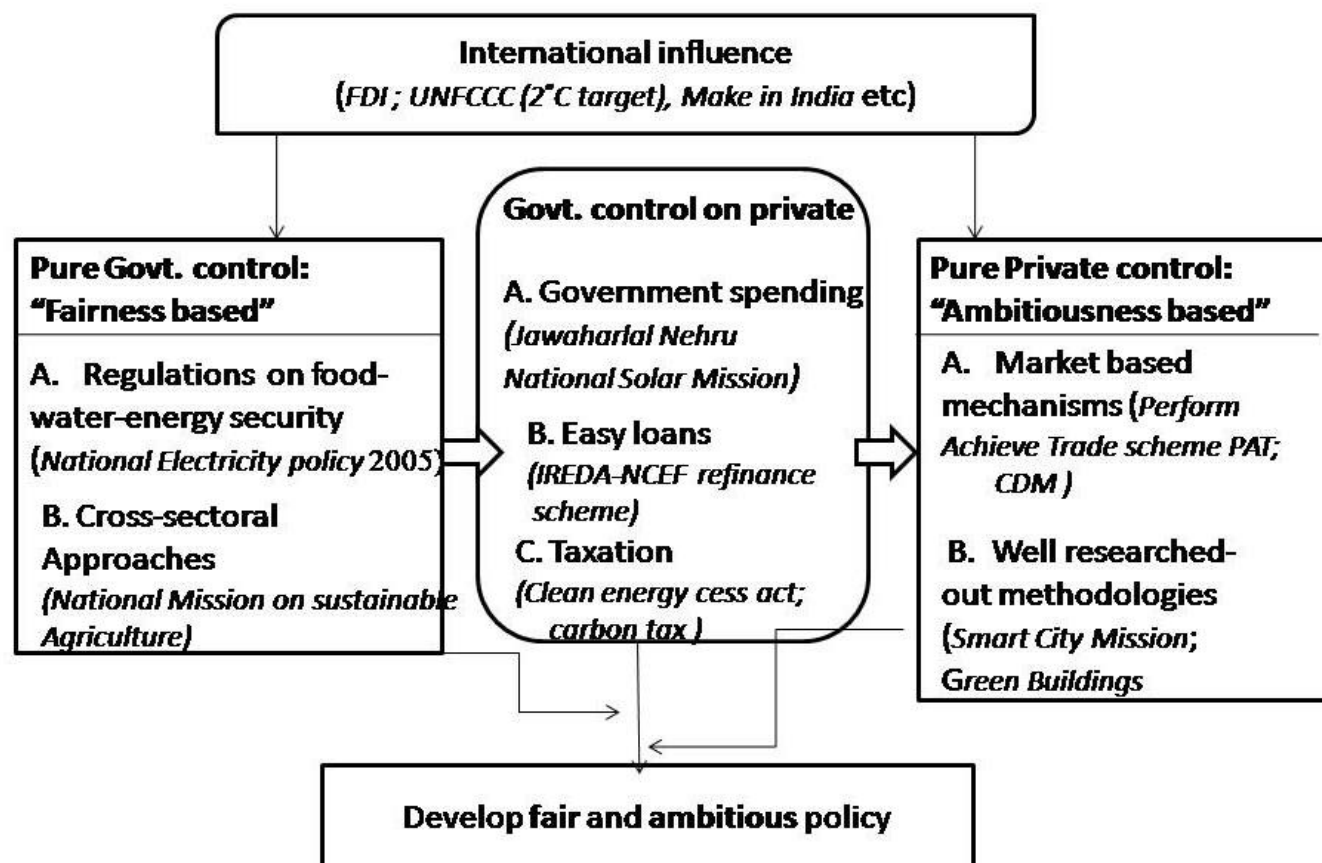 International influence
(FDI ; UNFCCC (2°C target), Make in India etc)
Pure Govt. control:
“Fairness based”
A. Regulations on food-
water-energy security
(National Electricity policy 2005)
B. Cross-sectoral
Approaches
(National Mission on sustainable
Agriculture)
Govt. control on private
A. Government spending
(Jawaharlal Nehru
National Solar Mission)
B. Easy loans
(IREDA-NCEF refinance
scheme)
C. Taxation
(Clean energy cess act;
carbon tax )
Pure Private control:
“Ambitiousness based”
A. Market based
mechanisms (Perform
Achieve Trade scheme PAT;
CDM )
B. Well researched-
out methodologies
(Smart City Mission;
Green Buildings
Develop fair and ambitious policy